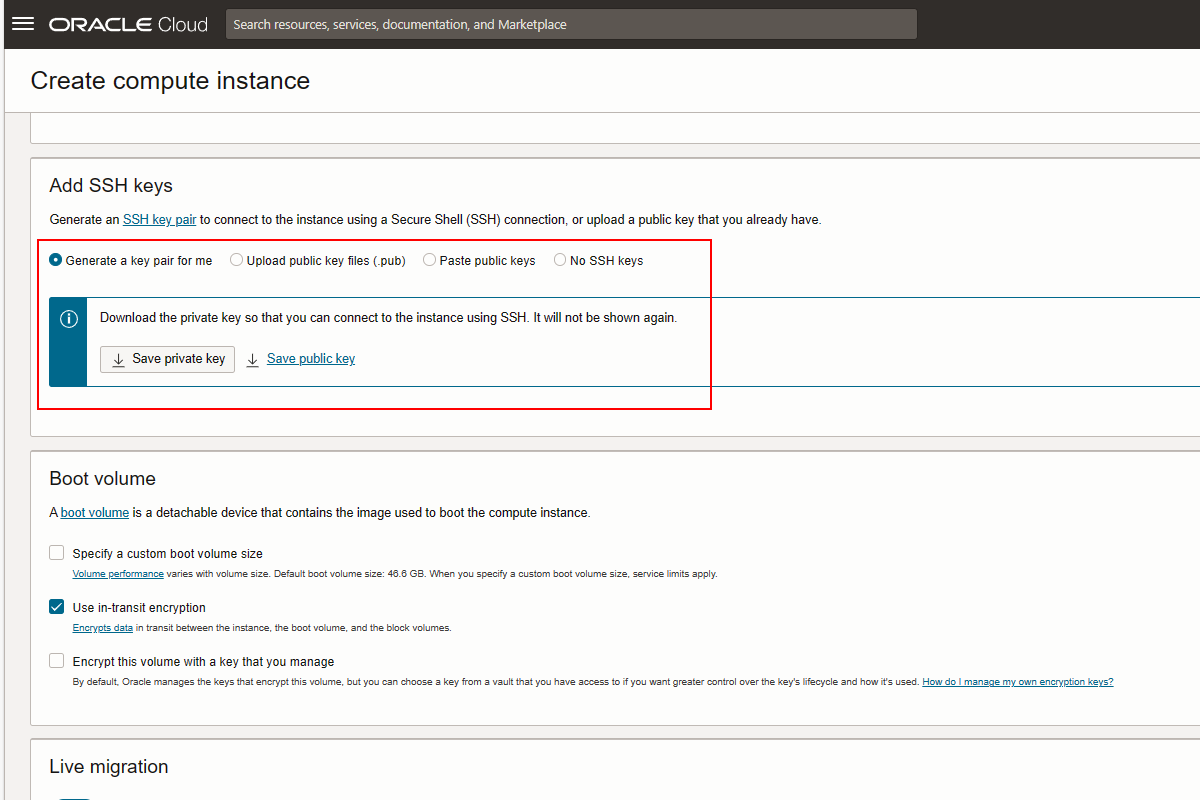 ORACLE Cloud
Search resources, services, documentation, and Marketplace
Create compute instance
Add SSH keys
Generate an SSH key pair to connect to the instance using a Secure Shell (SSH) connection, or upload a public key that you already have.
Generate a key pair for me Upload public key files (.pub) Paste public keys No SSH keys
Download the private key so that you can connect to the instance using SSH. It will not be shown again.
Save private key Save public key
Boot volume
A boot volume is a detachable device that contains the image used to boot the compute instance.
Specify a custom boot volume size
Volume performance varies with volume size. Default boot volume size: 46.6 GB. When you specify a custom boot volume size, service limits apply.
Use in-transit encryption
Encrypts data in transit between the instance, the boot volume, and the block volumes.
Encrypt this volume with a key that you manage
By default, Oracle manages the keys that encrypt this volume, but you can choose a key from a vault that you have access to if you want greater control over the key's lifecycle and how it's used. How do I manage my own encryption keys?
Live migration